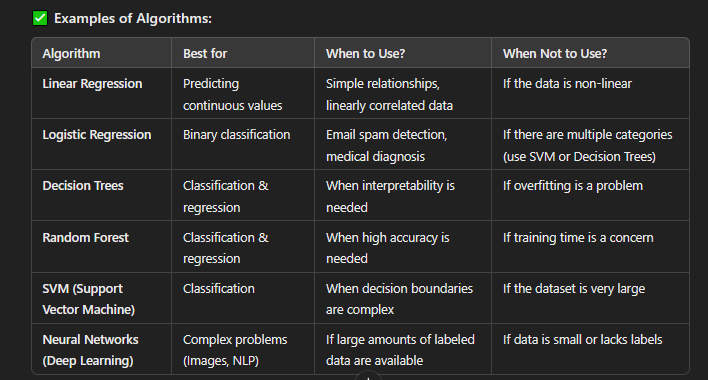 ✅ Examples of Algorithms:
Algorithm Best for When to Use? When Not to Use?
Linear Regression Predicting Simple relationships, If the data is non-linear
continuous values linearly correlated data
Logistic Regression Binary classification Email spam detection, If there are multiple categories
medical diagnosis (use SVM or Decision Trees)
Decision Trees Classification & When interpretability is If overfitting is a problem
regression needed
Random Forest Classification & When high accuracy is If training time is a concern
regression needed
SVM (Support Classification When decision boundaries If the dataset is very large
Vector Machine) are complex
Neural Networks Complex problems If large amounts of labeled If data is small or lacks labels
(Deep Learning) (Images, NLP) data are available